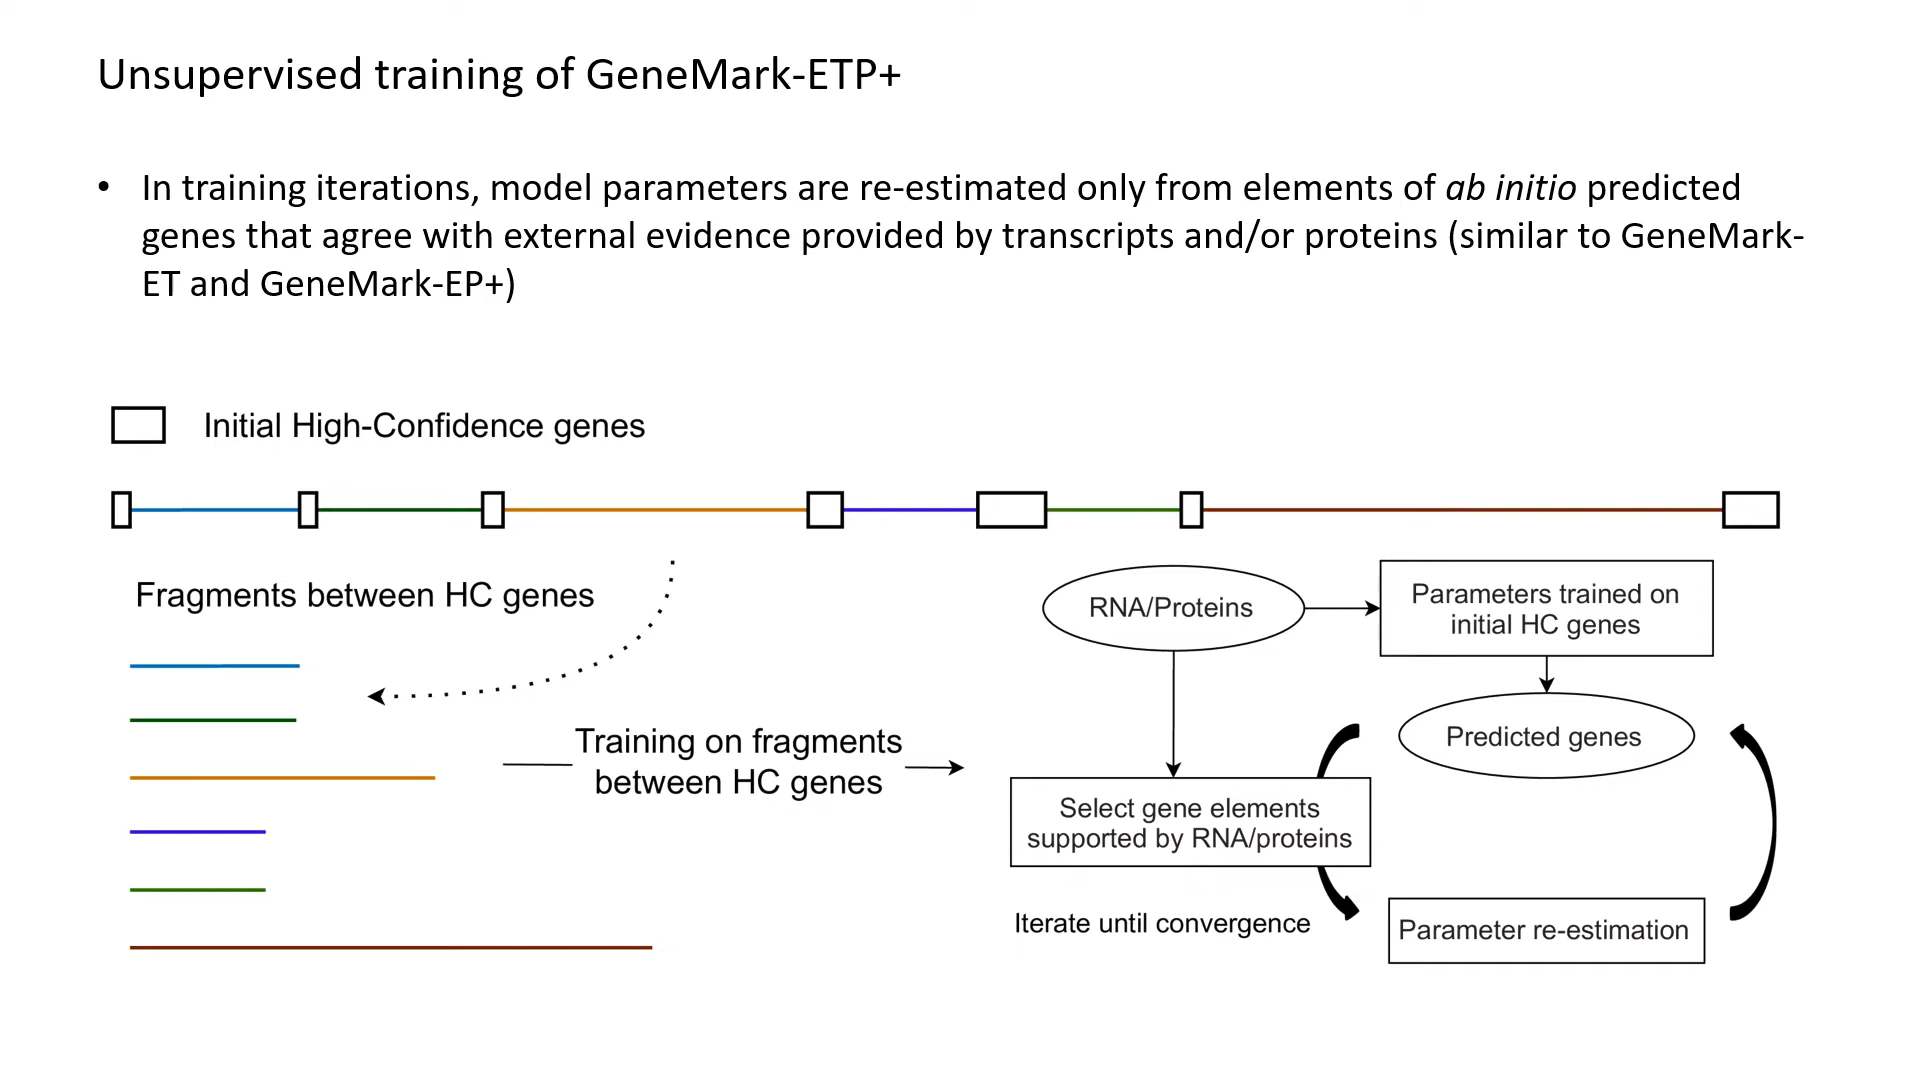 Unsupervised training of GeneMark-ETP+
• In training iterations, model parameters are re-estimated only from elements of ab initio predicted
genes that agree with external evidence provided by transcripts and/or proteins (similar to GeneMark-
ET and GeneMark-EP+)
Initial High-Confidence genes
Fragments between HC genes
Training on fragments
between HC genes
RNA/Proteins
Parameters trained on
initial HC genes
Predicted genes
Select gene elements
supported by RNA/proteins
Iterate until convergence
Parameter re-estimation